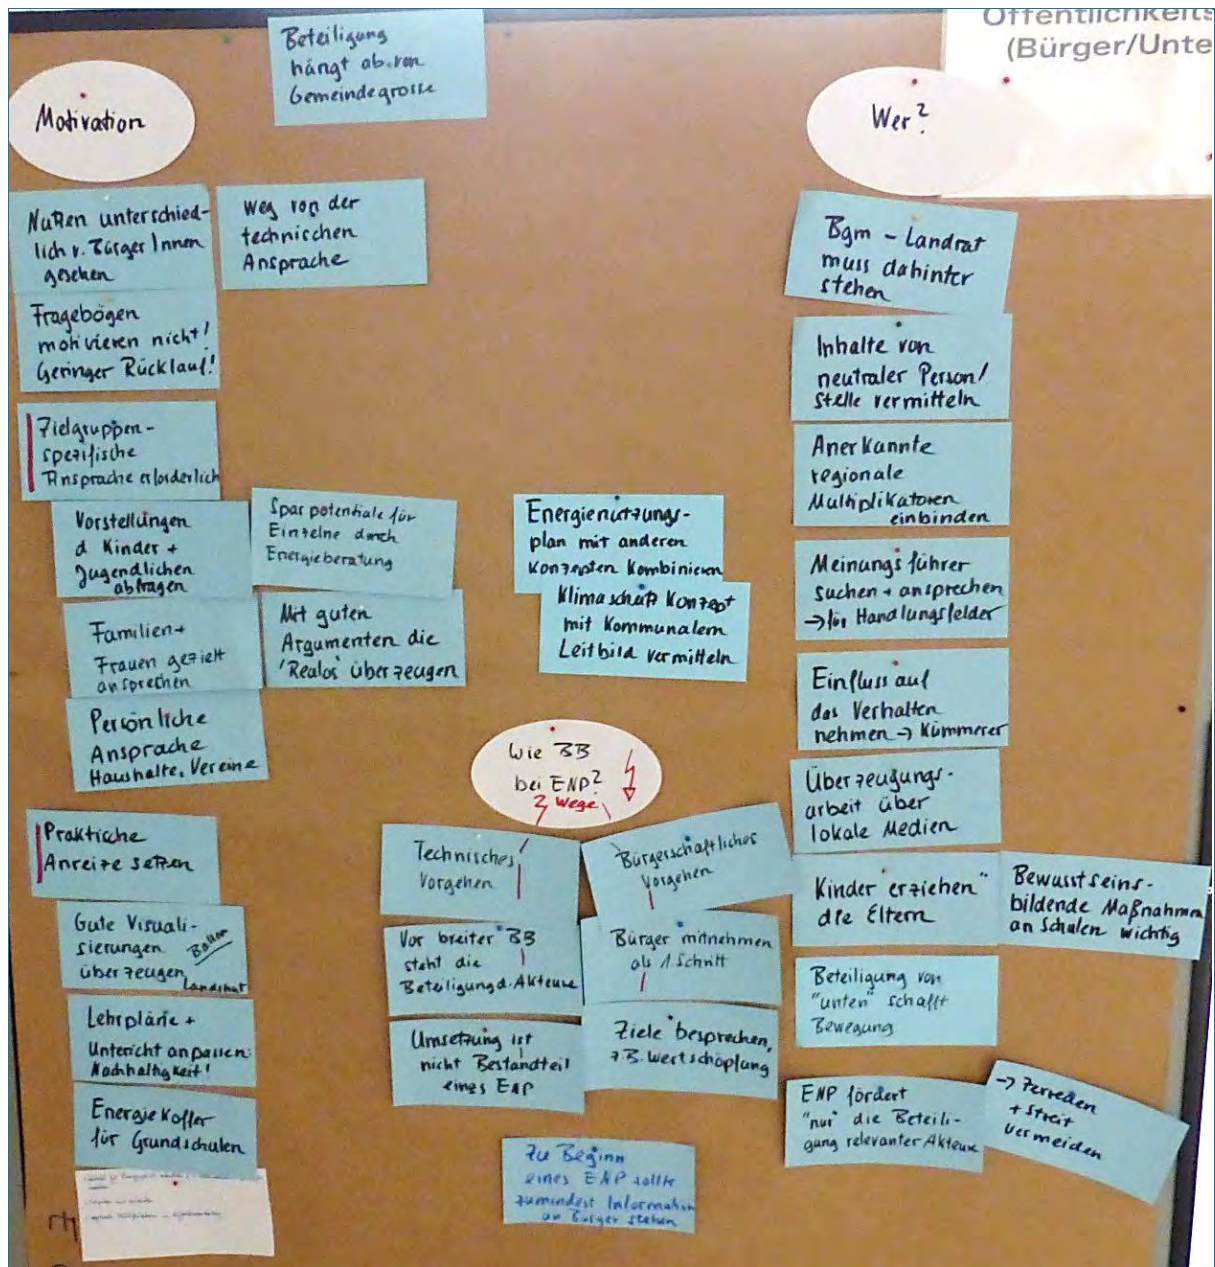 Öffentlichkeits
(Bürger/Unte
Beteiligung
hängt ab von
Gemeindegrösse
Motivation
Nutzen unterschied-
lich v. BürgerInnen
gesehen
Weg von der
technischen
Ansprache
Fragebögen
motivieren nicht!
Geringer Rücklauf!
Zielgruppen-
spezifische
Ansprache erforderlich
Vorstellungen
d Kinder +
Jugendlichen
abfragen
Sparpotentiale für
Einzelne durch
Energieberatung
Familien +
Frauen gezielt
ansprechen
Mit guten
Argumenten die
'Realos' überzeugen
Persönliche
Ansprache
Haushalte, Vereine
Praktische
Anreize setzen
Gute Visuali-
sierungen
überzeugen
Landshut
Lehrpläne +
Unterricht anpassen:
Nachhaltigkeit!
Energie Koffer
für Grundschulen
Energienutzungs-
plan mit anderen
Konzepten Kombinieren
Klimaschutz Konzept
mit Kommunalem
Leitbild vermitteln
Wie BB
bei ENP?
2 Wege
Technisches
Vorgehen
Bürgerschaftliches
Vorgehen
Vor breiter BB
steht die
Beteiligung d. Akteure
Bürger mitnehmen
als 1. Schritt
Umsetzung ist
nicht Bestandteil
eines ENP
Ziele besprechen,
z.B. Wertschöpfung
Zu Beginn
eines ENP sollte
zumindest Information
an Bürger stehen
Wer?
Bgm - Landrat
muss dahinter
stehen
Inhalte von
neutraler Person/
Stelle vermitteln
Anerkannte
regionale
Multiplikatoren
einbinden
Meinungsführer
suchen + ansprechen
→ für Handlungsfelder
Einfluss auf
das Verhalten
nehmen → Kümmerer
Überzeugungs-
arbeit über
lokale Medien
Kinder "erziehen"
die Eltern
Bewusstseins-
bildende Maßnahmen
an Schulen wichtig
Beteiligung von
"unten" schafft
Bewegung
ENP fördert
"nur" die Beteili-
gung relevanter Akteure
→ Zerreden
+ Streit
vermeiden